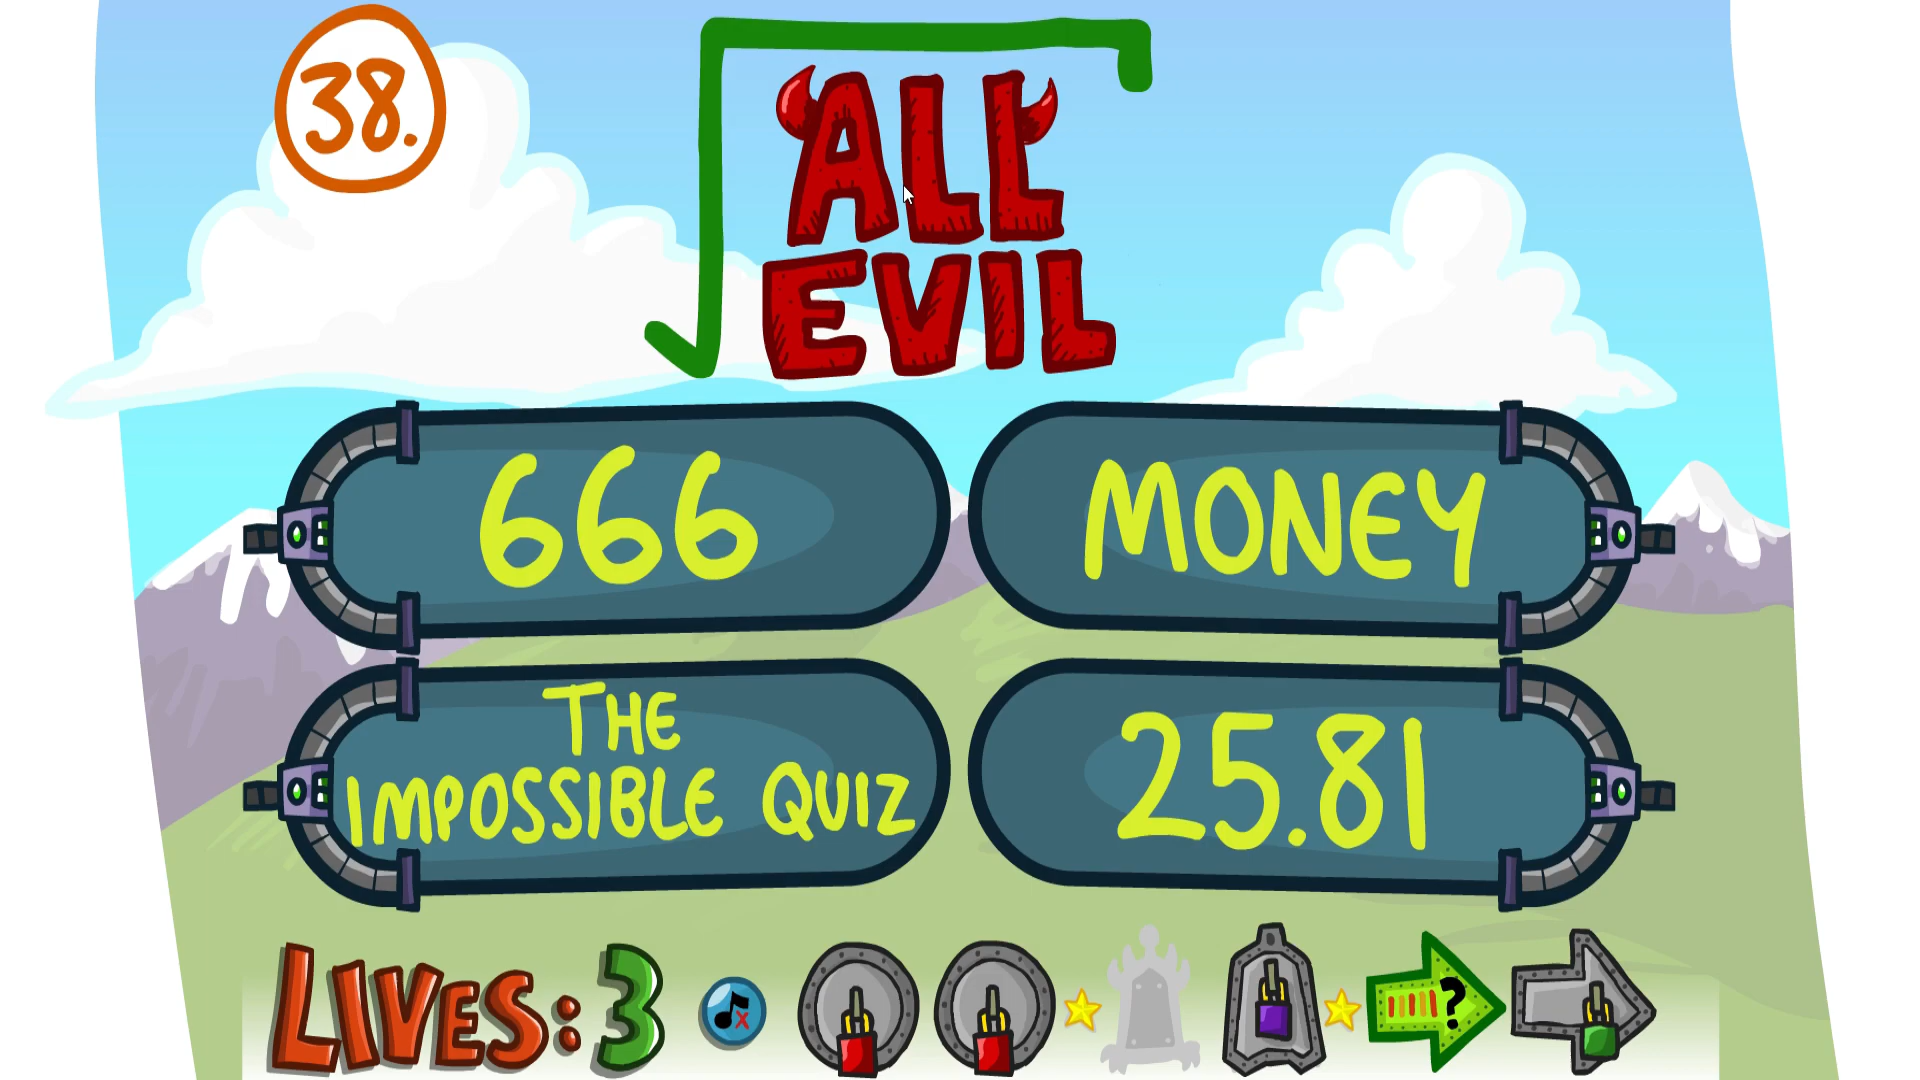 38.
ALL
EVIL
666
MONEY
THE
IMPOSSIBLE QUIZ
25.81
LIVES: 3
?